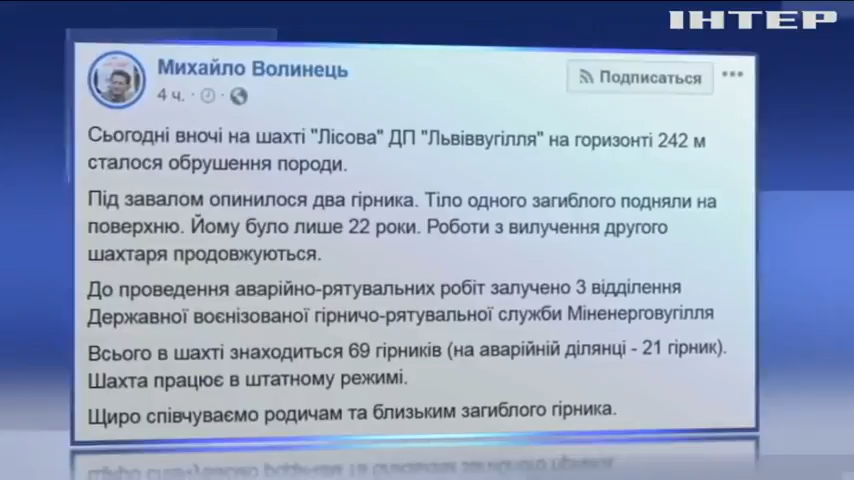 ІНТЕР
Михайло Волинець
4 ч.
Подписаться
Сьогодні вночі на шахті "Лісова" ДП "Львіввугілля" на горизонті 242 м
сталося обрушення породи.
Під завалом опинилося два гірника. Тіло одного загиблого подняли на
поверхню. Йому було лише 22 роки. Роботи з вилучення другого
шахтаря продовжуються.
До проведення аварійно-рятувальних робіт залучено 3 відділення
Державної воєнізованої гірничо-рятувальної служби Міненерговугілля
Всього в шахті знаходиться 69 гірників (на аварійній ділянці - 21 гірник).
Шахта працює в штатному режимі.
Щиро співчуваємо родичам та близьким загиблого гірника.